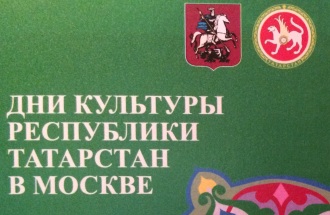 ДНИ КУЛЬТУРЫ
РЕСПУБЛИКИ
ТАТАРСТАН
В МОСКВЕ